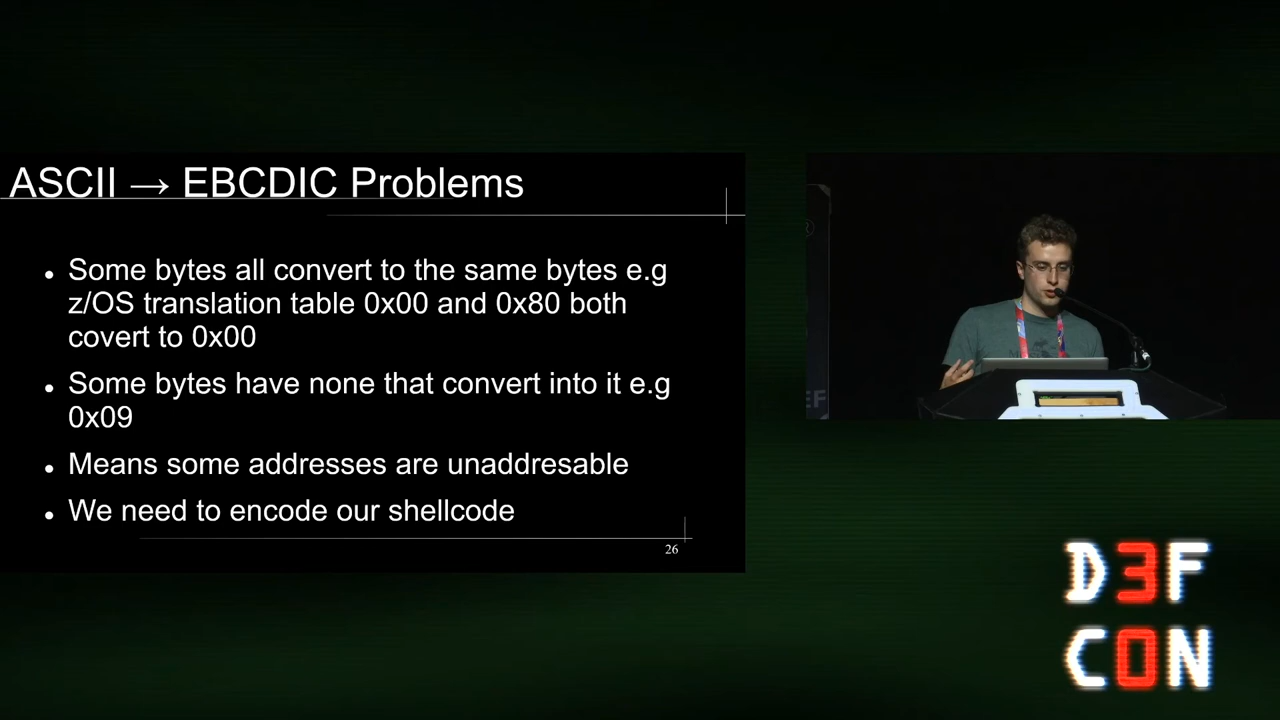 ASCII → EBCDIC Problems
• Some bytes all convert to the same bytes e.g
z/OS translation table 0x00 and 0x80 both
covert to 0x00
• Some bytes have none that convert into it e.g
0x09
• Means some addresses are unaddresable
• We need to encode our shellcode
26
EF
D3F
C0N